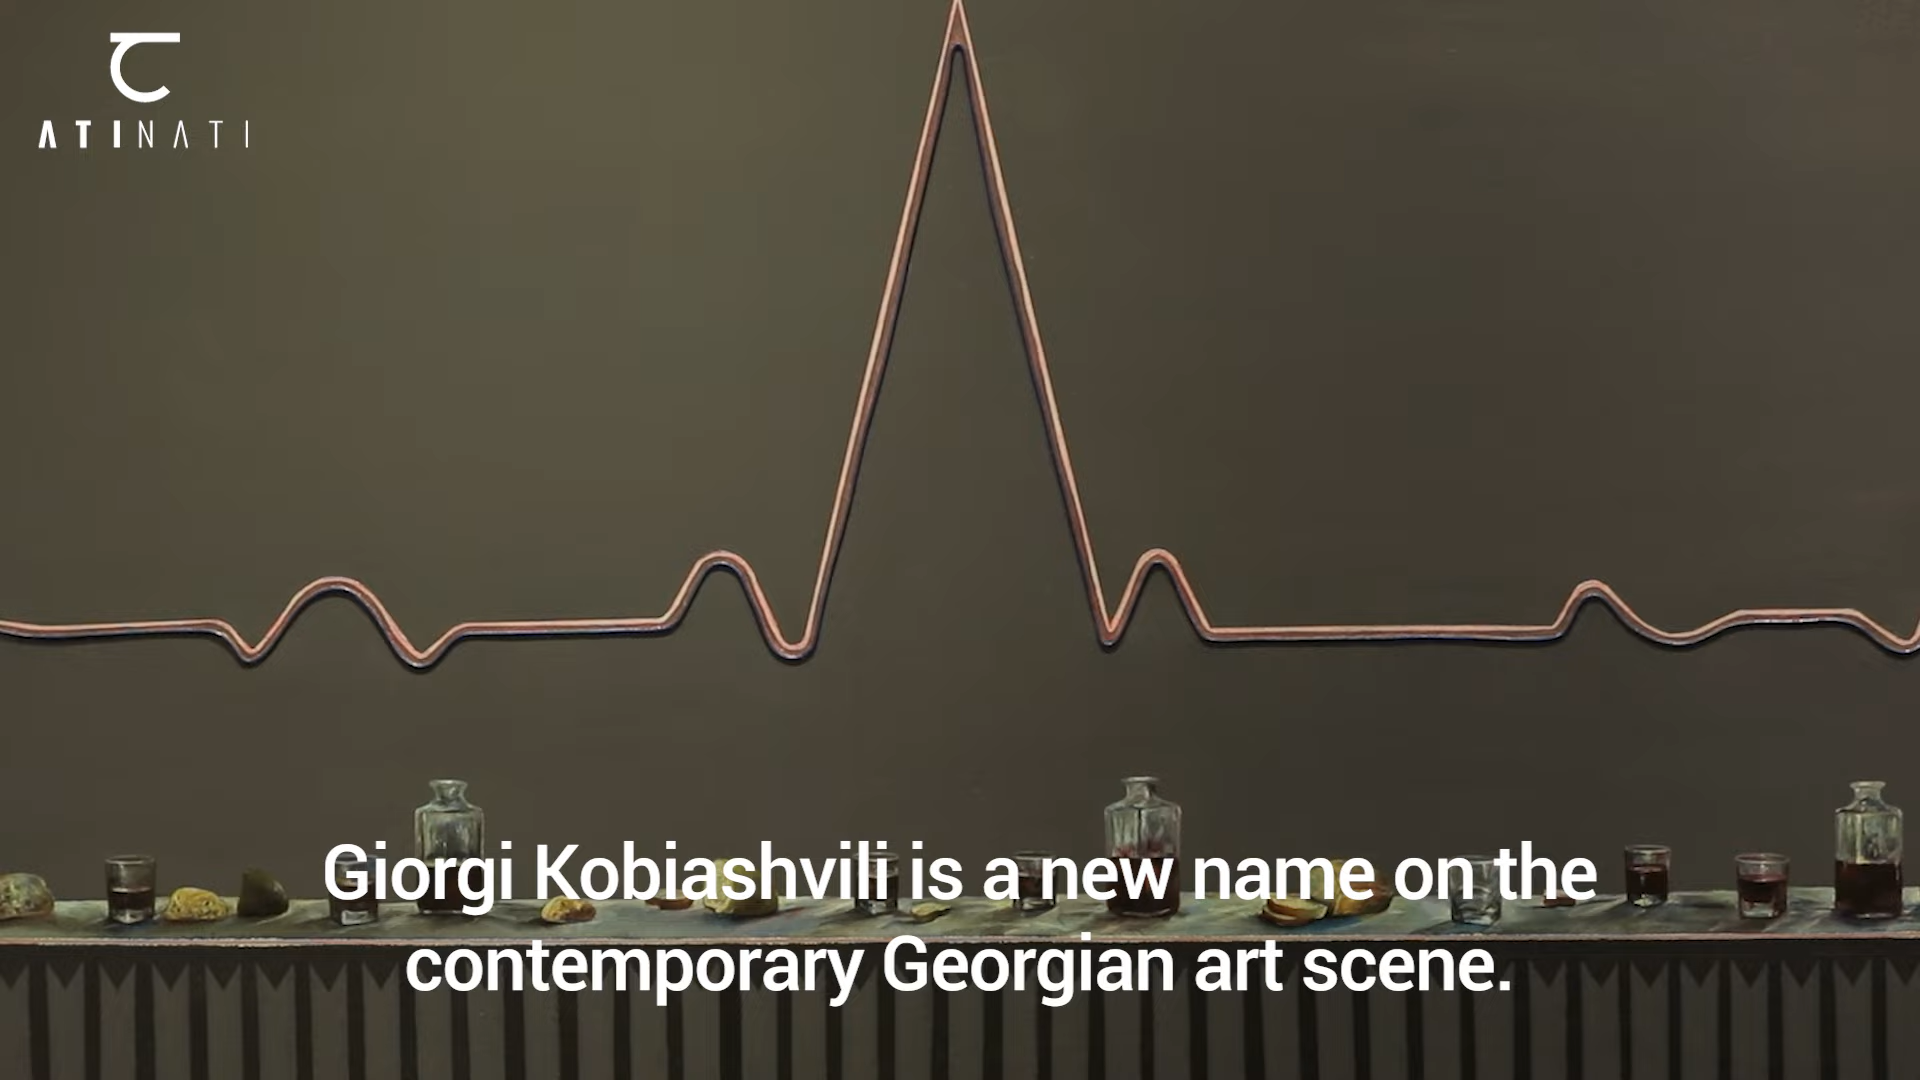 ATINATI
Giorgi Kobiashvili is a new name on the
contemporary Georgian art scene.